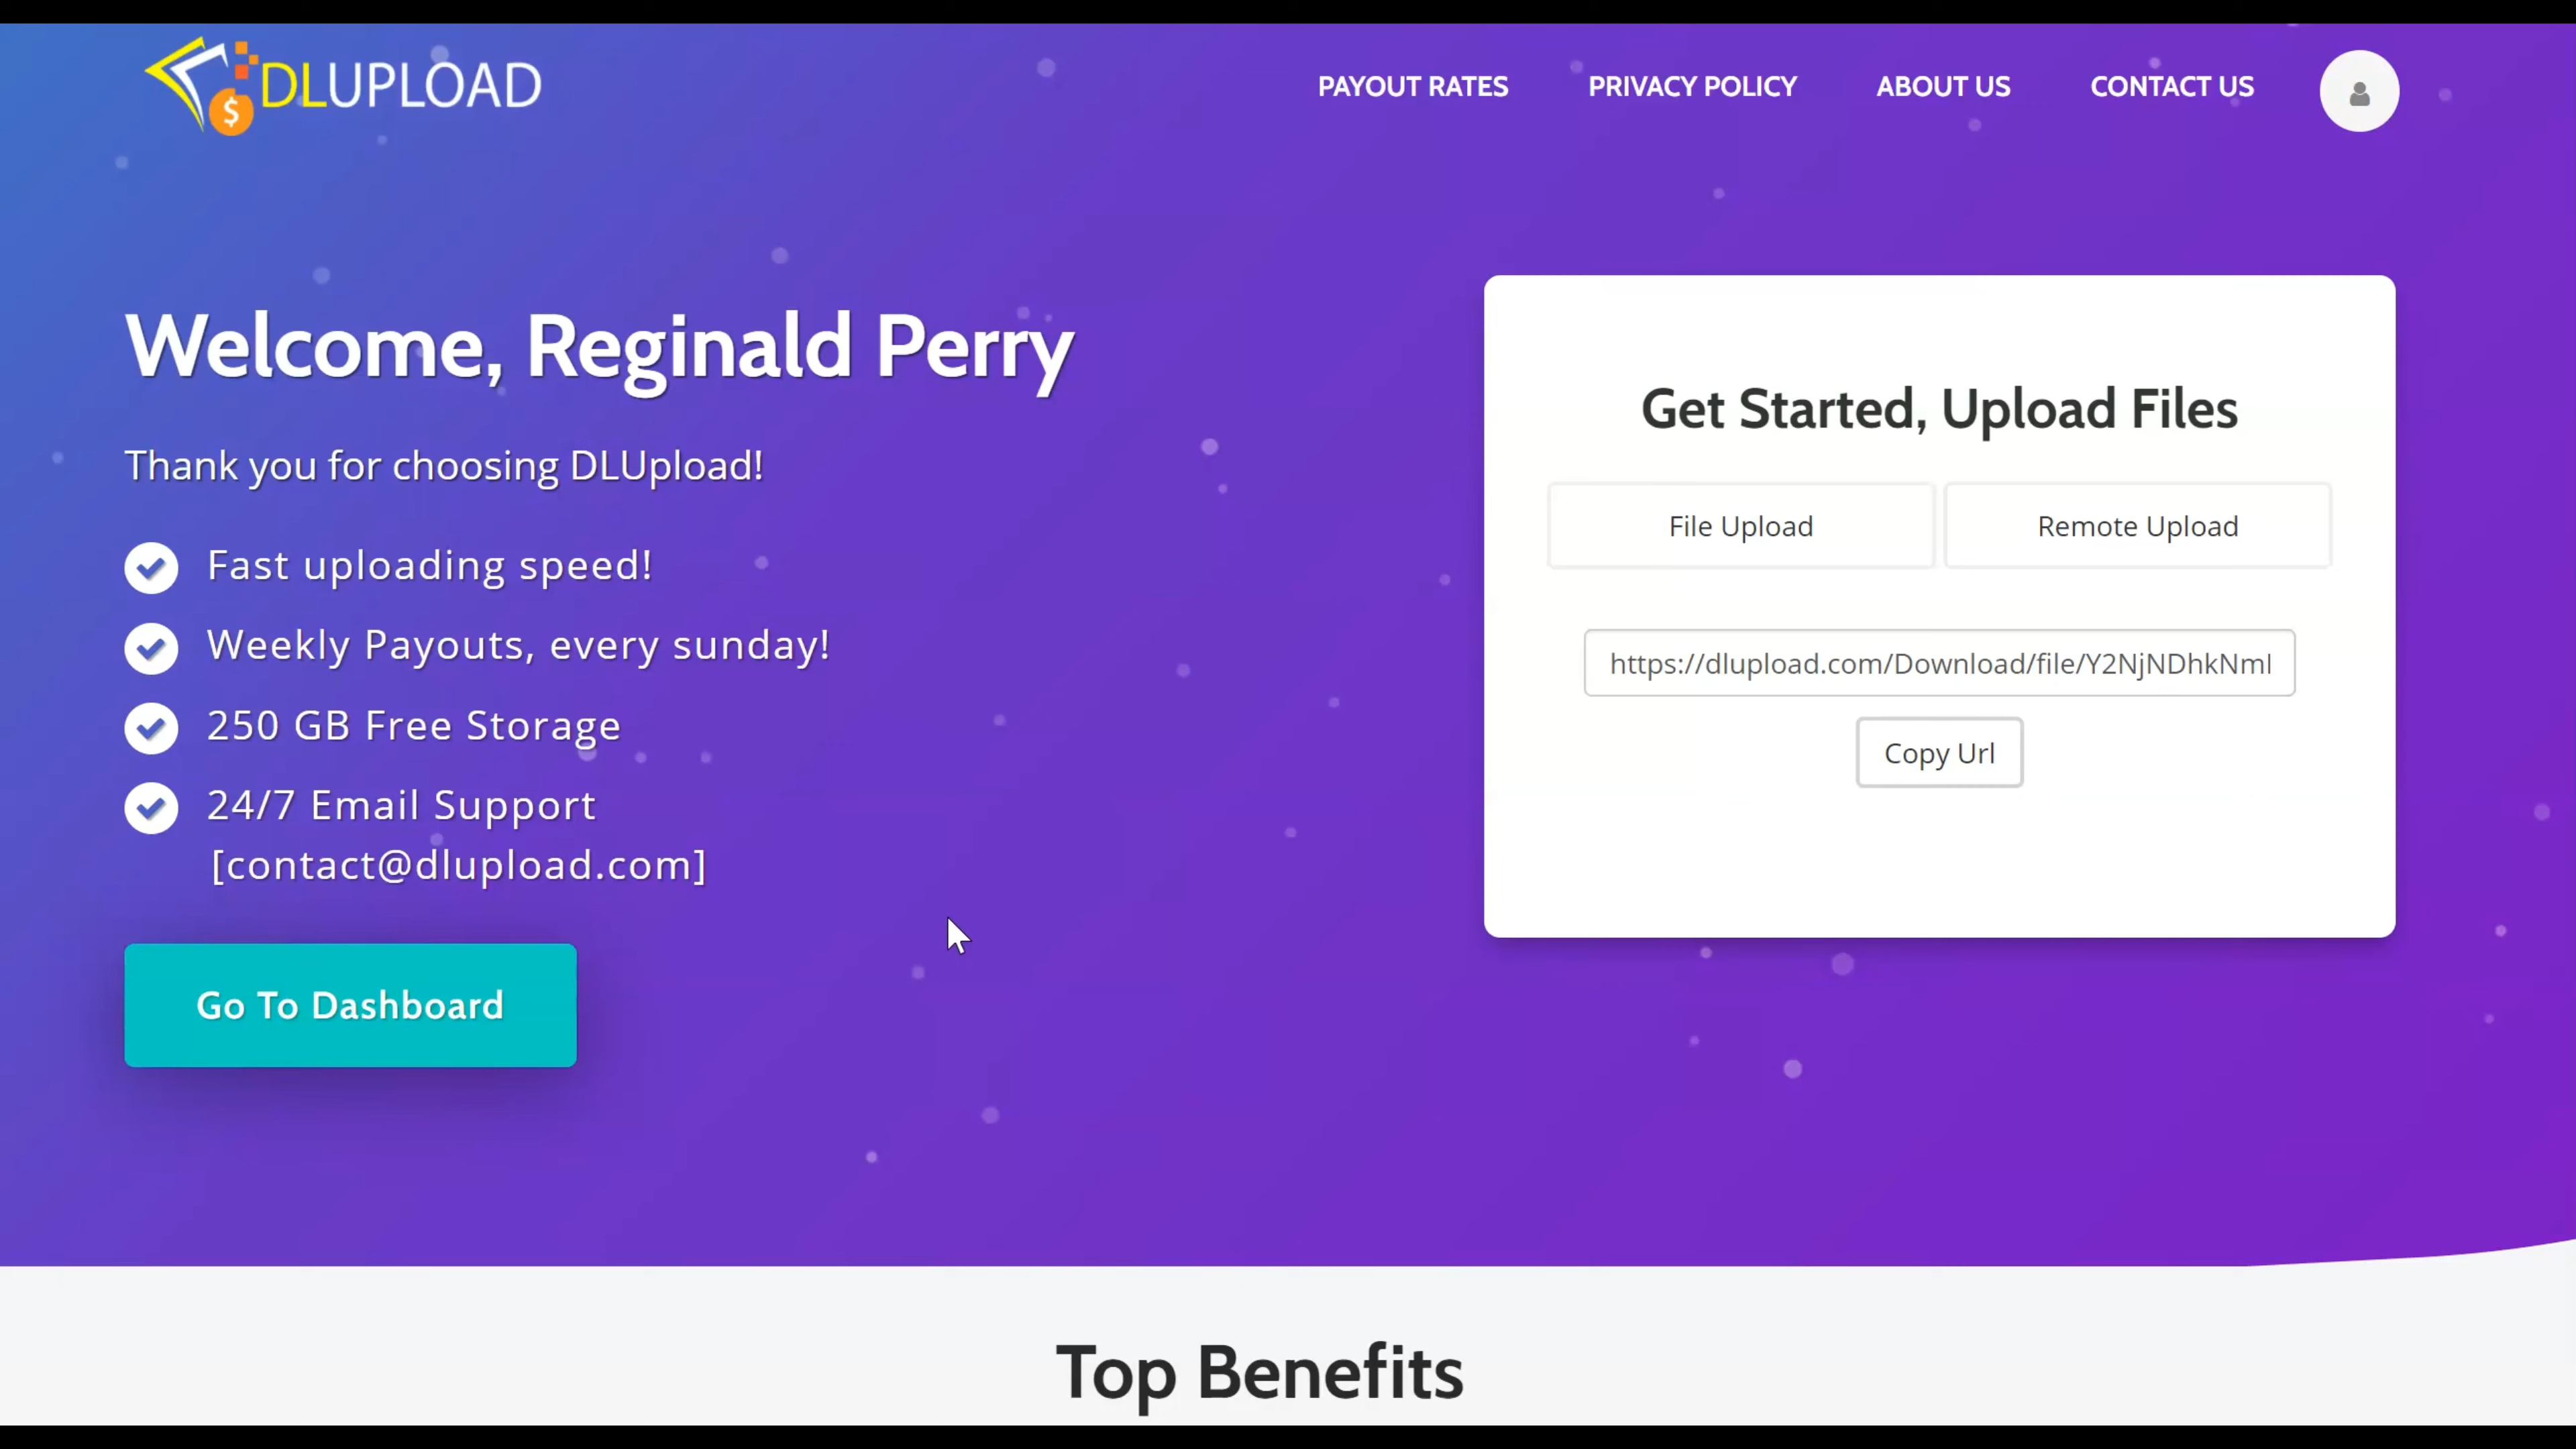 DLUPLOAD
PAYOUT RATES
PRIVACY POLICY
ABOUT US
CONTACT US
Welcome, Reginald Perry
Thank you for choosing DLUpload!
Fast uploading speed!
Weekly Payouts, every sunday!
250 GB Free Storage
24/7 Email Support
[contact@dlupload.com]
Go To Dashboard
Get Started, Upload Files
File Upload
Remote Upload
https://dlupload.com/Download/file/Y2NjNDhkNmI
Copy Url
Top Benefits